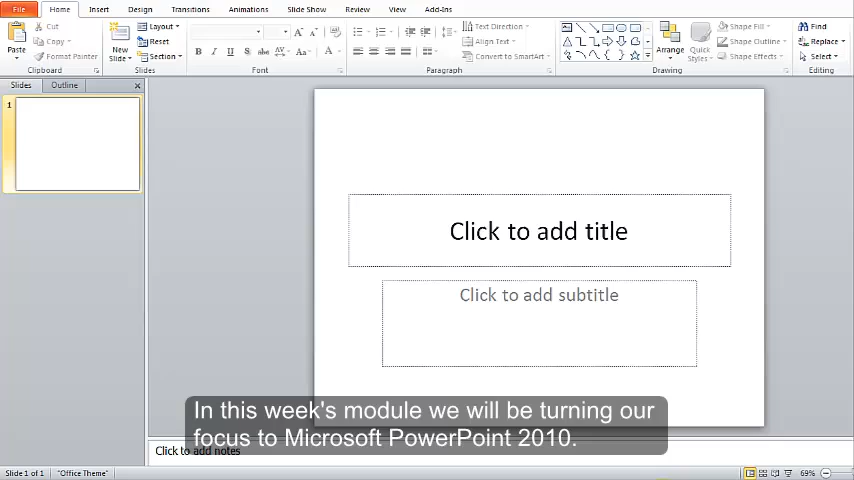 File Home Insert Design Transitions Animations Slide Show Review View Add-Ins
Paste
Cut
Copy
Format Painter
Clipboard
New
Slide
Layout
Reset
Section
Slides
B I U S abc AV Aa A
Font
Text Direction
Align Text
Convert to SmartArt
Paragraph
Arrange
Quick
Styles
Shape Fill
Shape Outline
Shape Effects
Drawing
Find
Replace
Select
Editing
Slides Outline
1
Click to add title
Click to add subtitle
In this week's module we will be turning our
focus to Microsoft PowerPoint 2010.
Click to add notes
Slide 1 of 1 "Office Theme" 69%